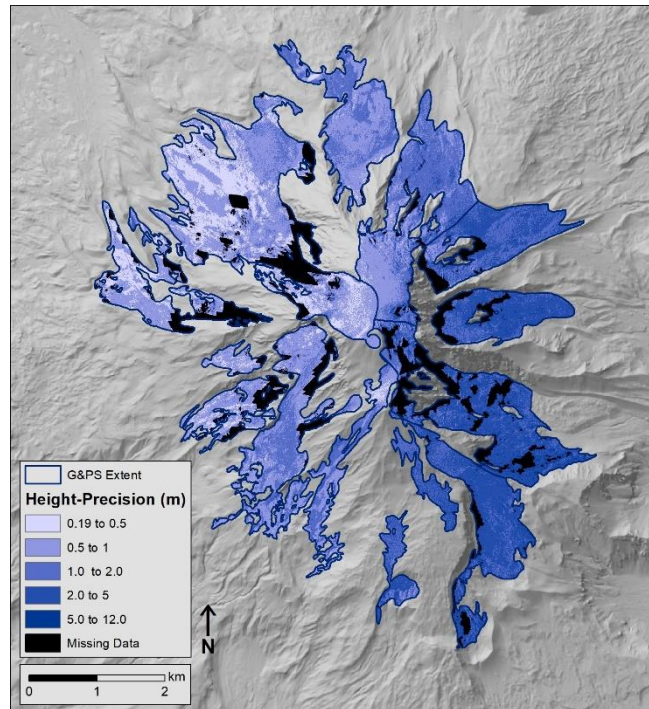 G&PS Extent
Height-Precision (m)
0.19 to 0.5
0.5 to 1
1.0 to 2.0
2.0 to 5
5.0 to 12.0
Missing Data
N
km
0 1 2